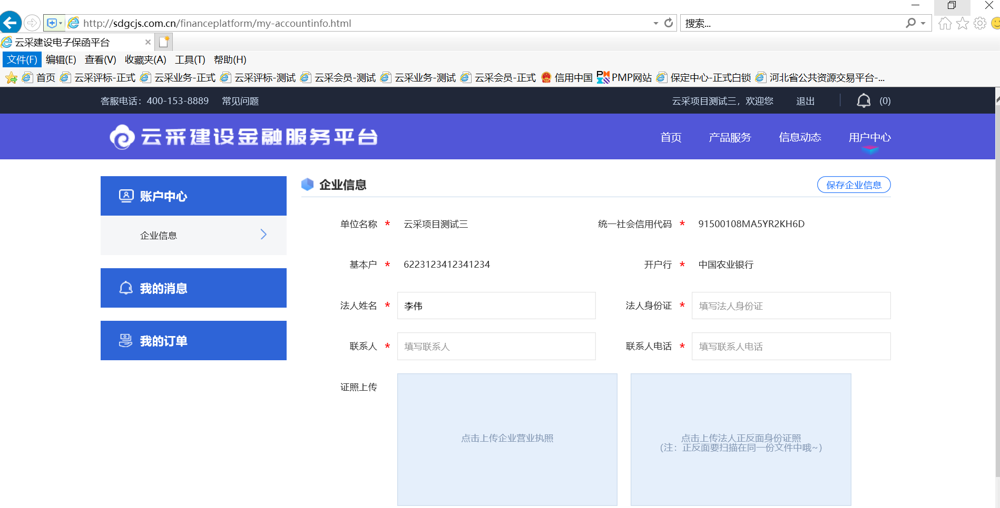 http://sdgcjs.com.cn/financeplatform/my-accountinfo.html
搜索...
云采建设电子保函平台
文件(F) 编辑(E) 查看(V) 收藏夹(A) 工具(T) 帮助(H)
首页 云采评标-正式 云采业务-正式 云采评标-测试 云采会员-测试 云采业务-测试 云采会员-正式 信用中国 PMP网站 保定中心-正式白锁 河北省公共资源交易平台-...
客服电话：400-153-8889 常见问题 云采项目测试三，欢迎您 退出 (0)
云采建设金融服务平台 首页 产品服务 信息动态 用户中心
账户中心
企业信息
我的消息
我的订单
企业信息 保存企业信息
单位名称 * 云采项目测试三 统一社会信用代码 * 91500108MA5YR2KH6D
基本户 * 6223123412341234 开户行 * 中国农业银行
法人姓名 * 李伟 法人身份证 * 填写法人身份证
联系人 * 填写联系人 联系人电话 * 填写联系人电话
证照上传
点击上传企业营业执照
点击上传法人正反面身份证照
(注：正反面要扫描在同一份文件中哦~)